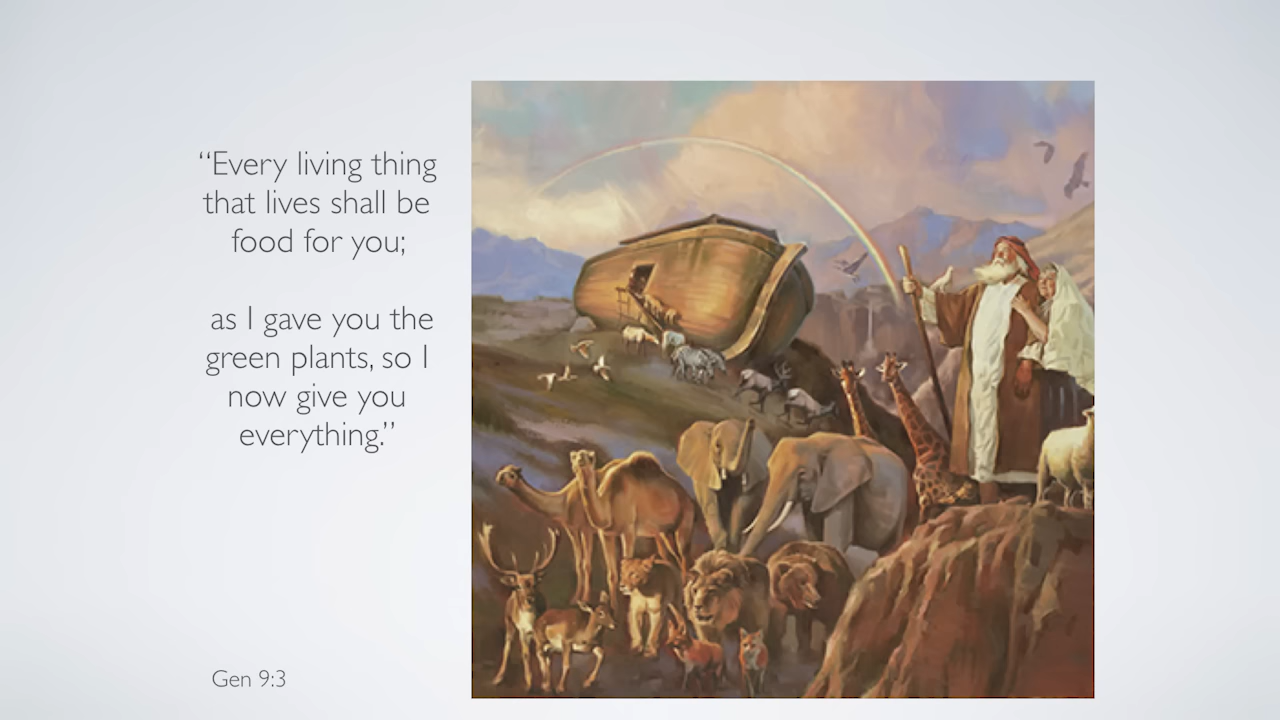 “Every living thing
that lives shall be
food for you;
as I gave you the
green plants, so I
now give you
everything.”
Gen 9:3